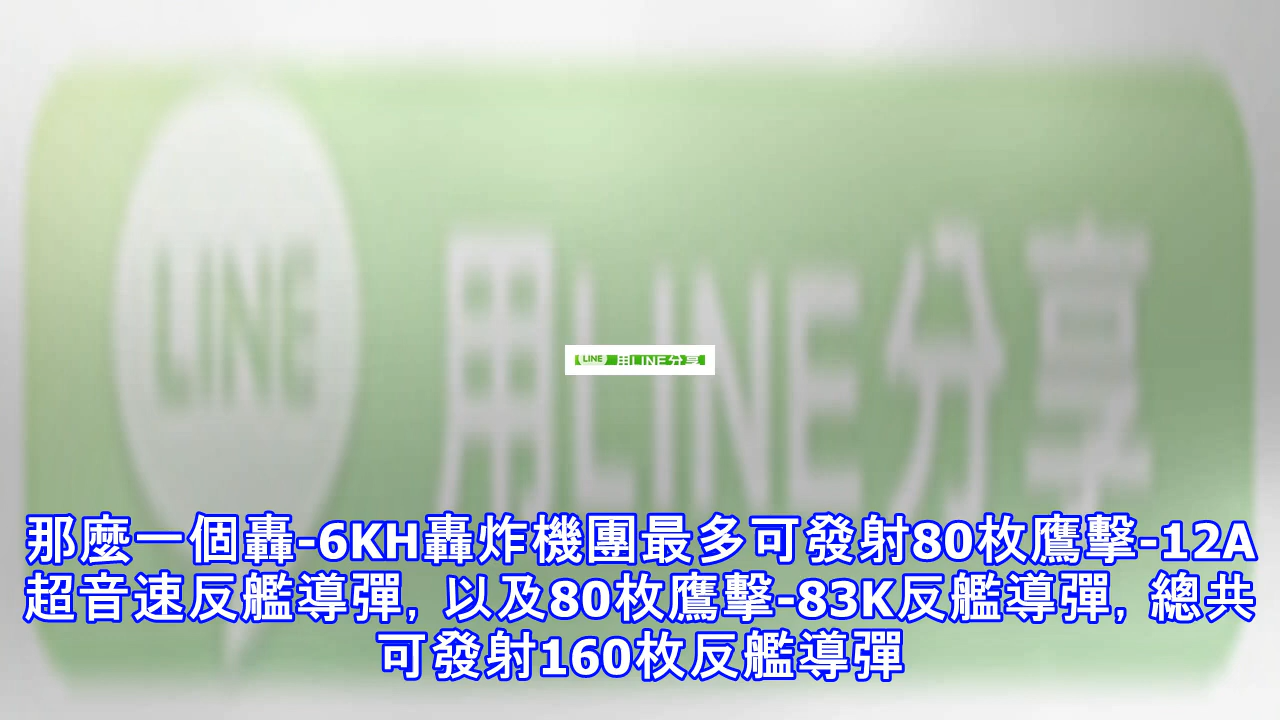 LINE
用LINE分享
LINE 用LINE分享
那麼一個轟-6KH轟炸機團最多可發射80枚鷹擊-12A
超音速反艦導彈，以及80枚鷹擊-83K反艦導彈，總共
可發射160枚反艦導彈